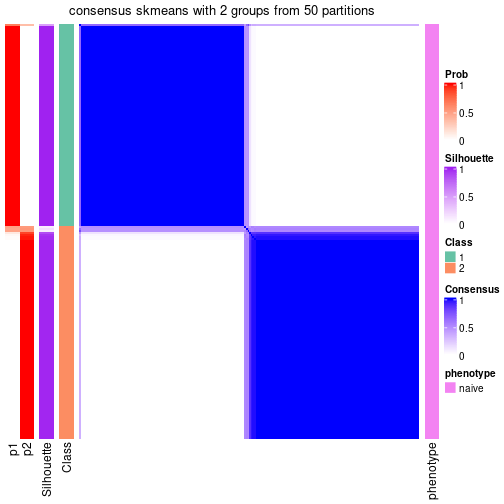 consensus skmeans with 2 groups from 50 partitions
Prob
1
0.5
0
Silhouette
1
0.5
0
Class
1
2
Consensus
1
0.5
0
phenotype
naive
p1
p2
Silhouette
Class
phenotype